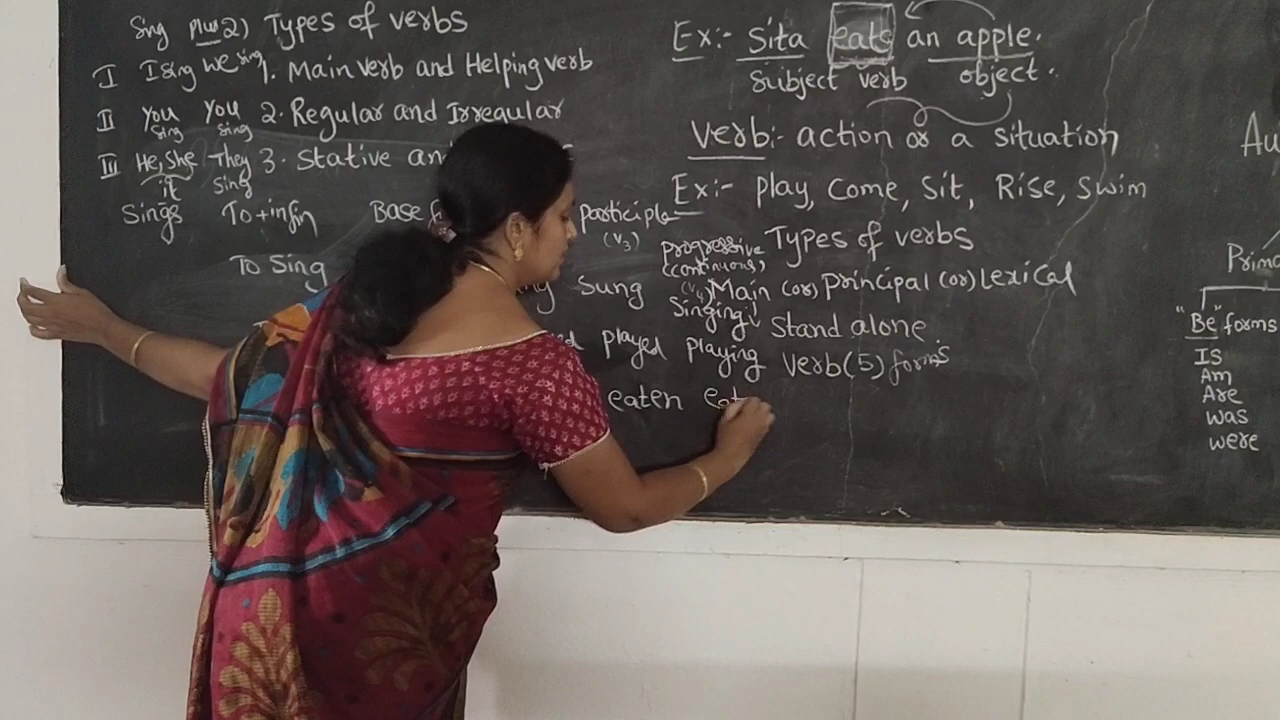 Sing Plus 2) Types of verbs
I I sing we sing 1. Main verb and Helping verb
II You sing You sing 2. Regular and Irregular
III He, She it They sing 3. Stative
Sings To+infin Base participle
(V3)
To Sing Sung
played playing
eaten eat
Ex:- Sita eats an apple.
subject verb object.
Verb:- action or a situation
Ex:- Play, Come, Sit, Rise, Swim
Types of verbs
progressive
(continuous)
(V4)
Singing
Main (or) principal (or) Lexical
Stand alone
Verb (5) forms
"Be" forms
IS
Am
Are
was
were